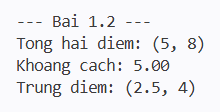 --- Bai 1.2 ---
Tong hai diem: (5, 8)
Khoang cach: 5.00
Trung diem: (2.5, 4)